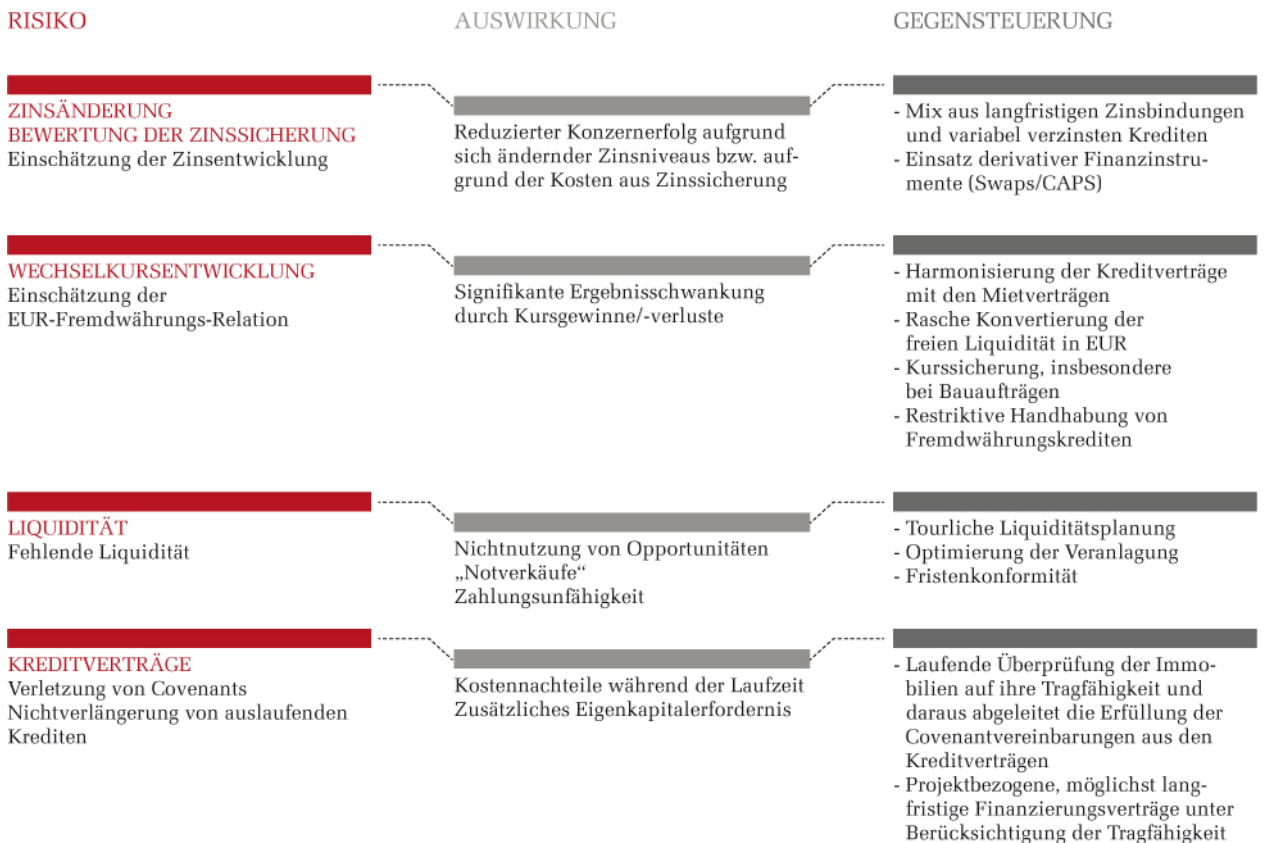 RISIKO
AUSWIRKUNG
GEGENSTEUERUNG
ZINSÄNDERUNG
BEWERTUNG DER ZINSSICHERUNG
Einschätzung der Zinsentwicklung
Reduzierter Konzernerfolg aufgrund
sich ändernder Zinsniveaus bzw. auf-
grund der Kosten aus Zinssicherung
- Mix aus langfristigen Zinsbindungen
und variabel verzinsten Krediten
- Einsatz derivativer Finanzinstru-
mente (Swaps/CAPS)
WECHSELKURSENTWICKLUNG
Einschätzung der
EUR-Fremdwährungs-Relation
Signifikante Ergebnisschwankung
durch Kursgewinne/-verluste
- Harmonisierung der Kreditverträge
mit den Mietverträgen
- Rasche Konvertierung der
freien Liquidität in EUR
- Kurssicherung, insbesondere
bei Bauaufträgen
- Restriktive Handhabung von
Fremdwährungskrediten
LIQUIDITÄT
Fehlende Liquidität
Nichtnutzung von Opportunitäten
„Notverkäufe“
Zahlungsunfähigkeit
- Tourliche Liquiditätsplanung
- Optimierung der Veranlagung
- Fristenkonformität
KREDITVERTRÄGE
Verletzung von Covenants
Nichtverlängerung von auslaufenden
Krediten
Kostennachteile während der Laufzeit
Zusätzliches Eigenkapitalerfordernis
- Laufende Überprüfung der Immo-
bilien auf ihre Tragfähigkeit und
daraus abgeleitet die Erfüllung der
Covenantvereinbarungen aus den
Kreditverträgen
- Projektbezogene, möglichst lang-
fristige Finanzierungsverträge unter
Berücksichtigung der Tragfähigkeit